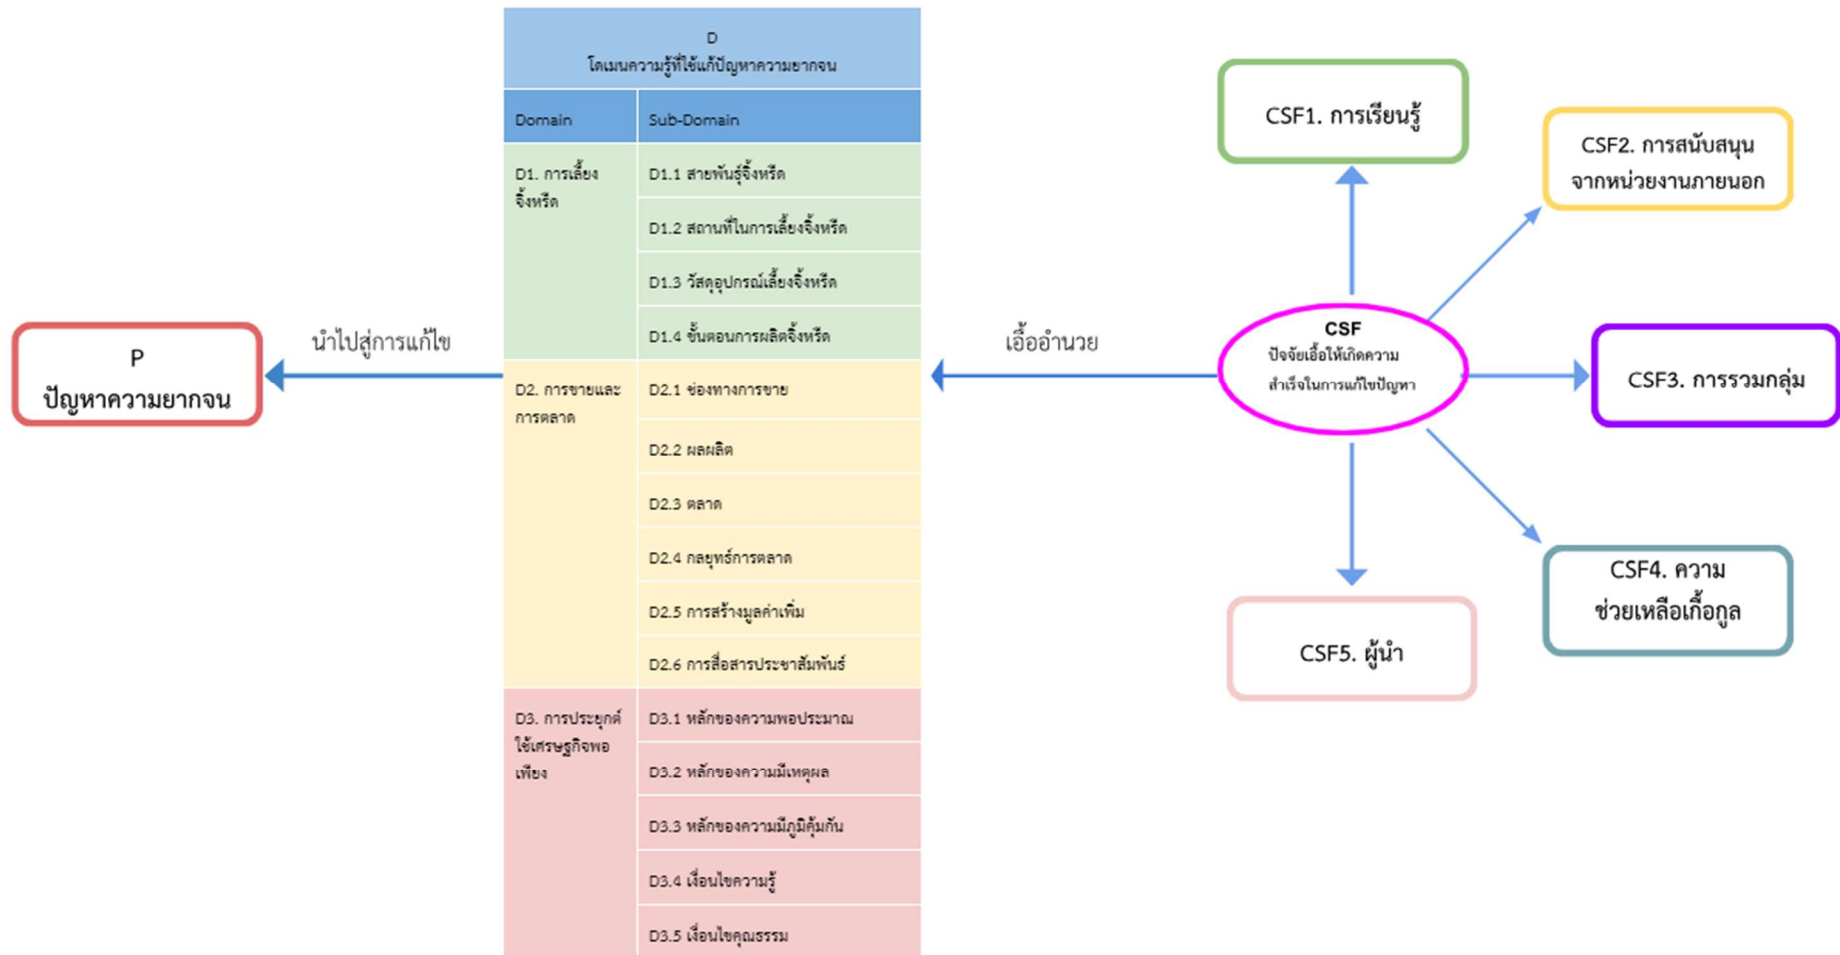 P
ปัญหาความยากจน
นำไปสู่การแก้ไข
D
โดเมนความรู้ที่ใช้แก้ปัญหาความยากจน
Domain
Sub-Domain
D1. การเลี้ยง
จิ้งหรีด
D1.1 สายพันธุ์จิ้งหรีด
D1.2 สถานที่ในการเลี้ยงจิ้งหรีด
D1.3 วัสดุอุปกรณ์เลี้ยงจิ้งหรีด
D1.4 ขั้นตอนการผลิตจิ้งหรีด
D2. การขายและ
การตลาด
D2.1 ช่องทางการขาย
D2.2 ผลผลิต
D2.3 ตลาด
D2.4 กลยุทธ์การตลาด
D2.5 การสร้างมูลค่าเพิ่ม
D2.6 การสื่อสารประชาสัมพันธ์
D3. การประยุกต์
ใช้เศรษฐกิจพอ
เพียง
D3.1 หลักของความพอประมาณ
D3.2 หลักของความมีเหตุผล
D3.3 หลักของความมีภูมิคุ้มกัน
D3.4 เงื่อนไขความรู้
D3.5 เงื่อนไขคุณธรรม
เอื้ออำนวย
CSF
ปัจจัยเอื้อให้เกิดความ
สำเร็จในการแก้ไขปัญหา
CSF1. การเรียนรู้
CSF2. การสนับสนุน
จากหน่วยงานภายนอก
CSF3. การรวมกลุ่ม
CSF4. ความ
ช่วยเหลือเกื้อกูล
CSF5. ผู้นำ